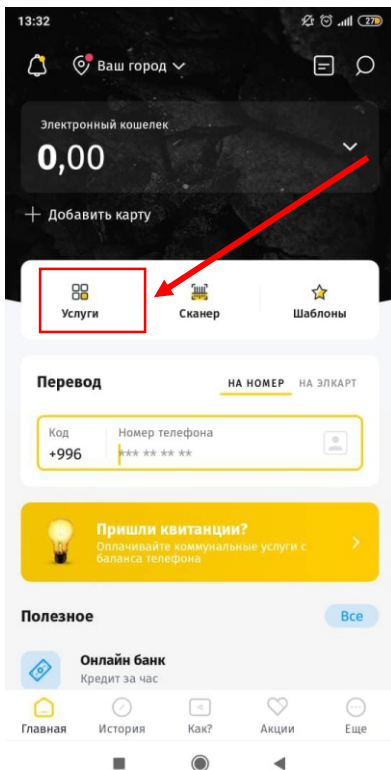 13:32
27
Ваш город
Электронный кошелек
0,00
+ Добавить карту
Услуги Сканер Шаблоны
Перевод НА НОМЕР НА ЭЛКАРТ
Код Номер телефона
+996 *** ** ** **
Пришли квитанции?
Оплачивайте коммунальные услуги с
баланса телефона
Полезное Все
Онлайн банк
Кредит за час
Главная История Как? Акции Еще